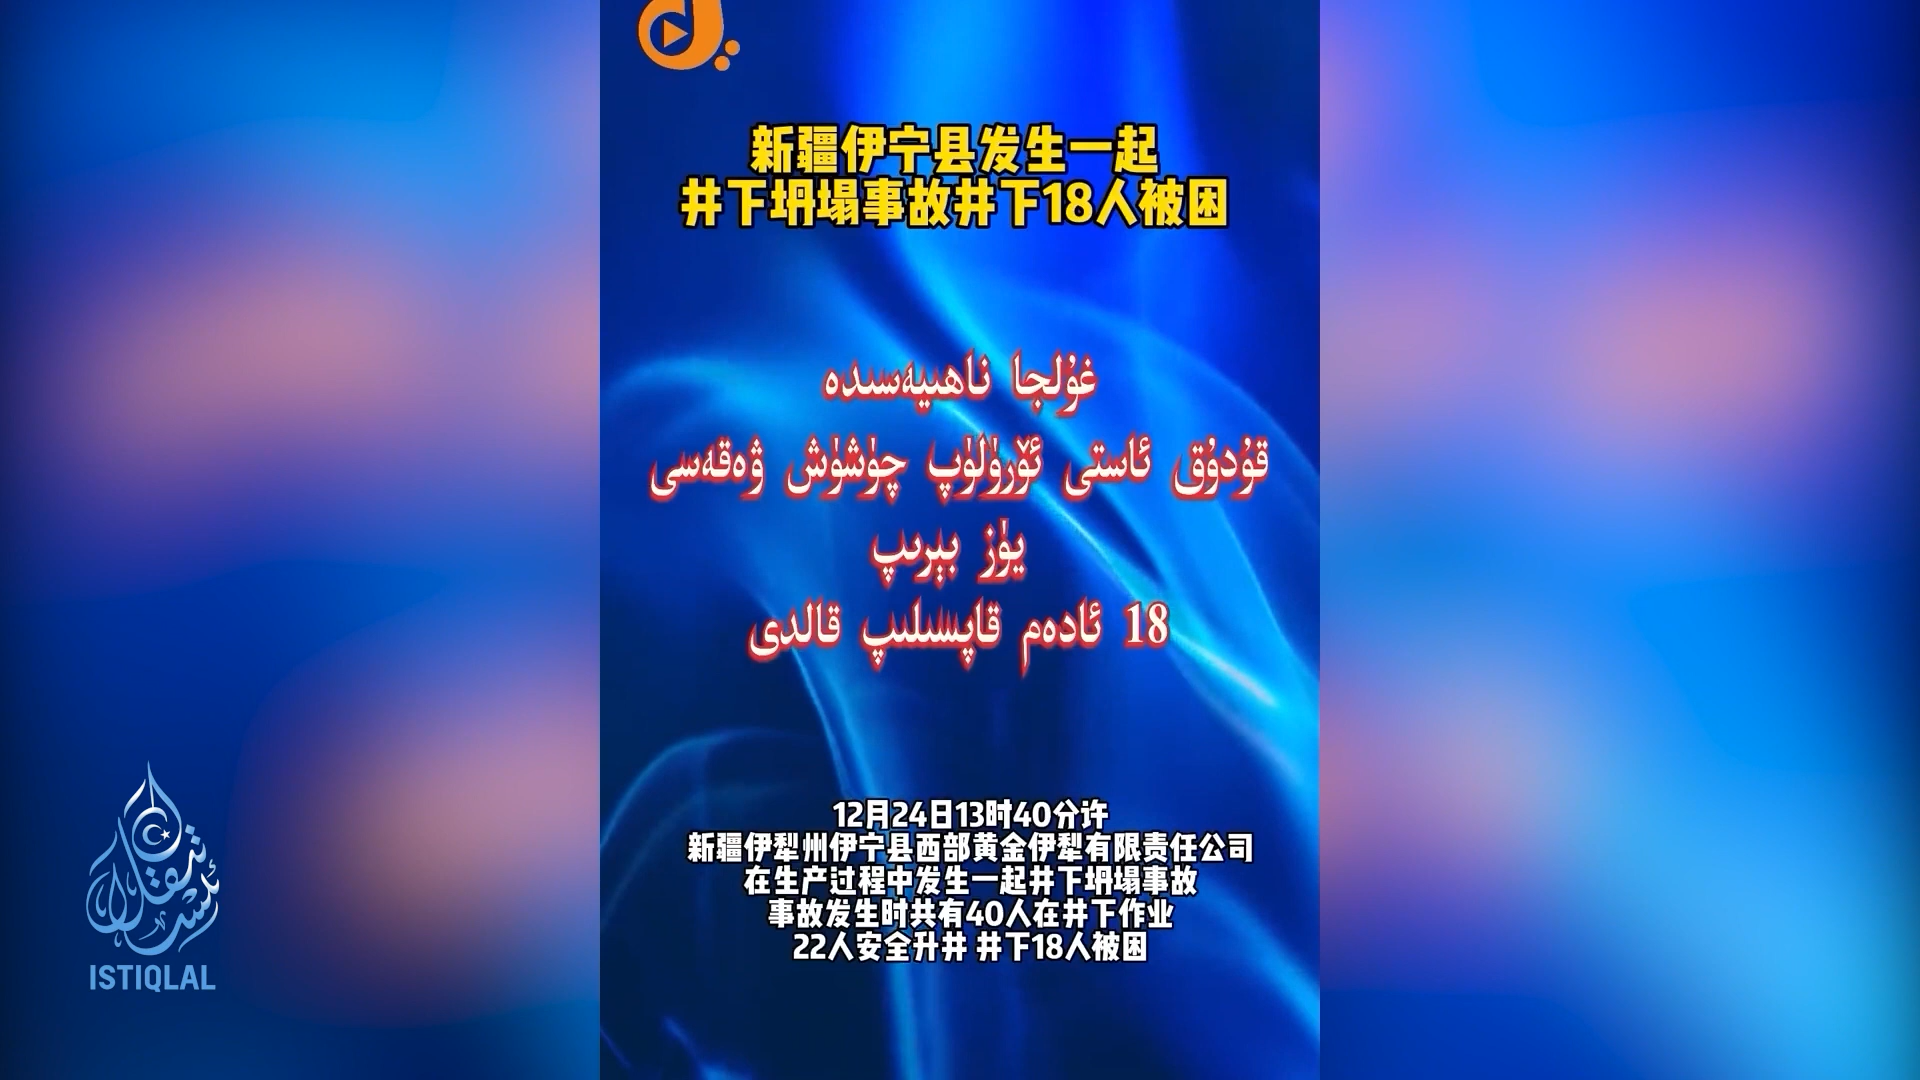 新疆伊宁县发生一起
井下坍塌事故井下18人被困
غۇلجا ناھىيەسىدە
قۇدۇق ئاستى ئۆرۈلۈپ چۈشۈش ۋەقەسى
يۈز بېرىپ
18 ئادەم قاپسىلىپ قالدى
12月24日13时40分许
新疆伊犁州伊宁县西部黄金伊犁有限责任公司
在生产过程中发生一起井下坍塌事故
事故发生时共有40人在井下作业
22人安全升井 井下18人被困
ئىستىقلال
ISTIQLAL